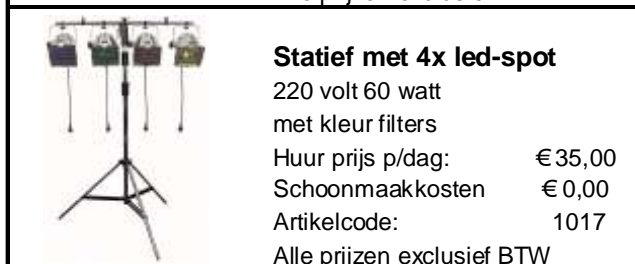 Statief met 4x led-spot
220 volt 60 watt
met kleur filters
Huur prijs p/dag: € 35,00
Schoonmaakkosten € 0,00
Artikelcode: 1017
Alle prijzen exclusief BTW